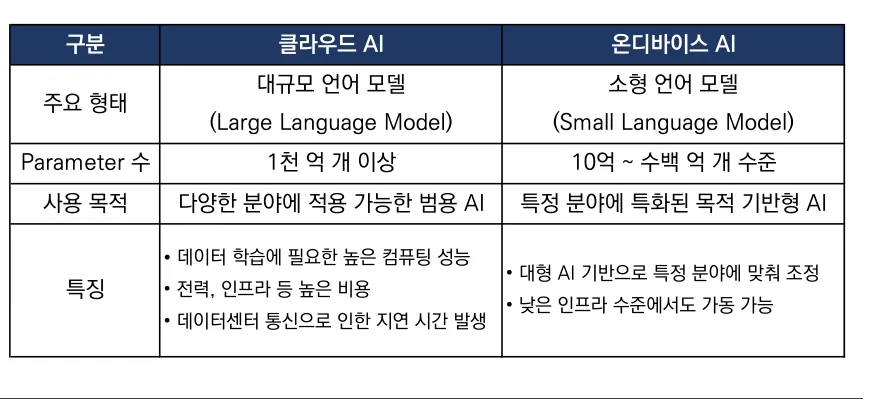 구분 클라우드 AI 온디바이스 AI
주요 형태
대규모 언어 모델
(Large Language Model)
소형 언어 모델
(Small Language Model)
Parameter 수 1천 억 개 이상 10억 ~ 수백 억 개 수준
사용 목적 다양한 분야에 적용 가능한 범용 AI 특정 분야에 특화된 목적 기반형 AI
특징
• 데이터 학습에 필요한 높은 컴퓨팅 성능
• 전력, 인프라 등 높은 비용
• 데이터센터 통신으로 인한 지연 시간 발생
• 대형 AI 기반으로 특정 분야에 맞춰 조정
• 낮은 인프라 수준에서도 가동 가능